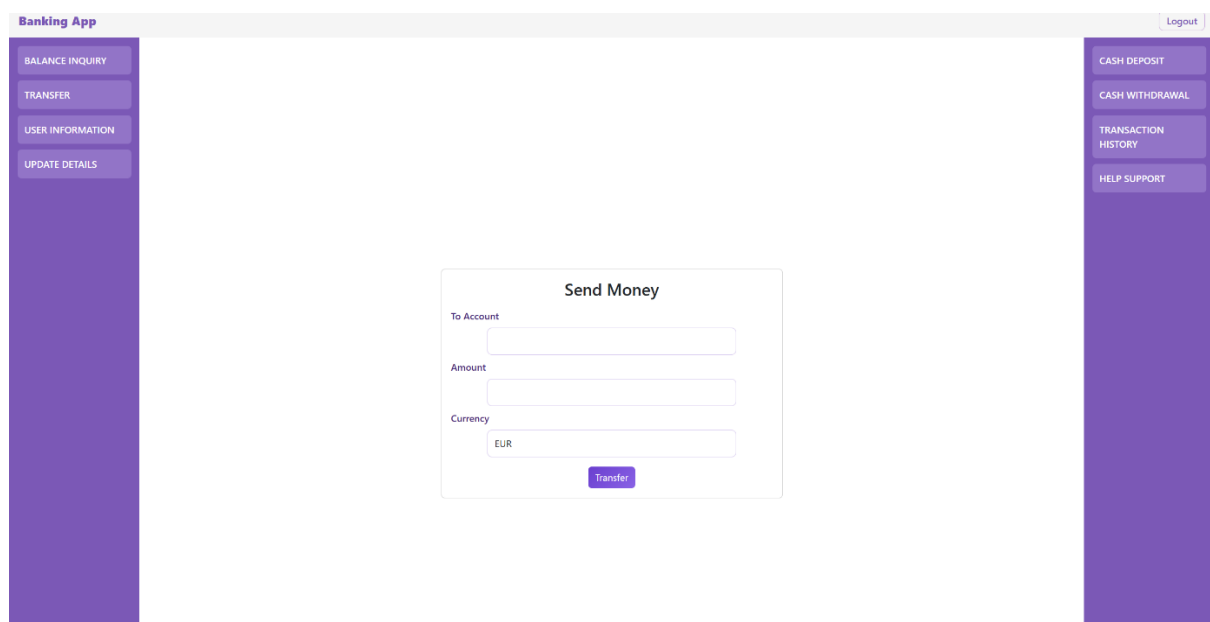 Banking App
Logout
BALANCE INQUIRY
TRANSFER
USER INFORMATION
UPDATE DETAILS
Send Money
To Account
Amount
Currency
EUR
Transfer
CASH DEPOSIT
CASH WITHDRAWAL
TRANSACTION
HISTORY
HELP SUPPORT